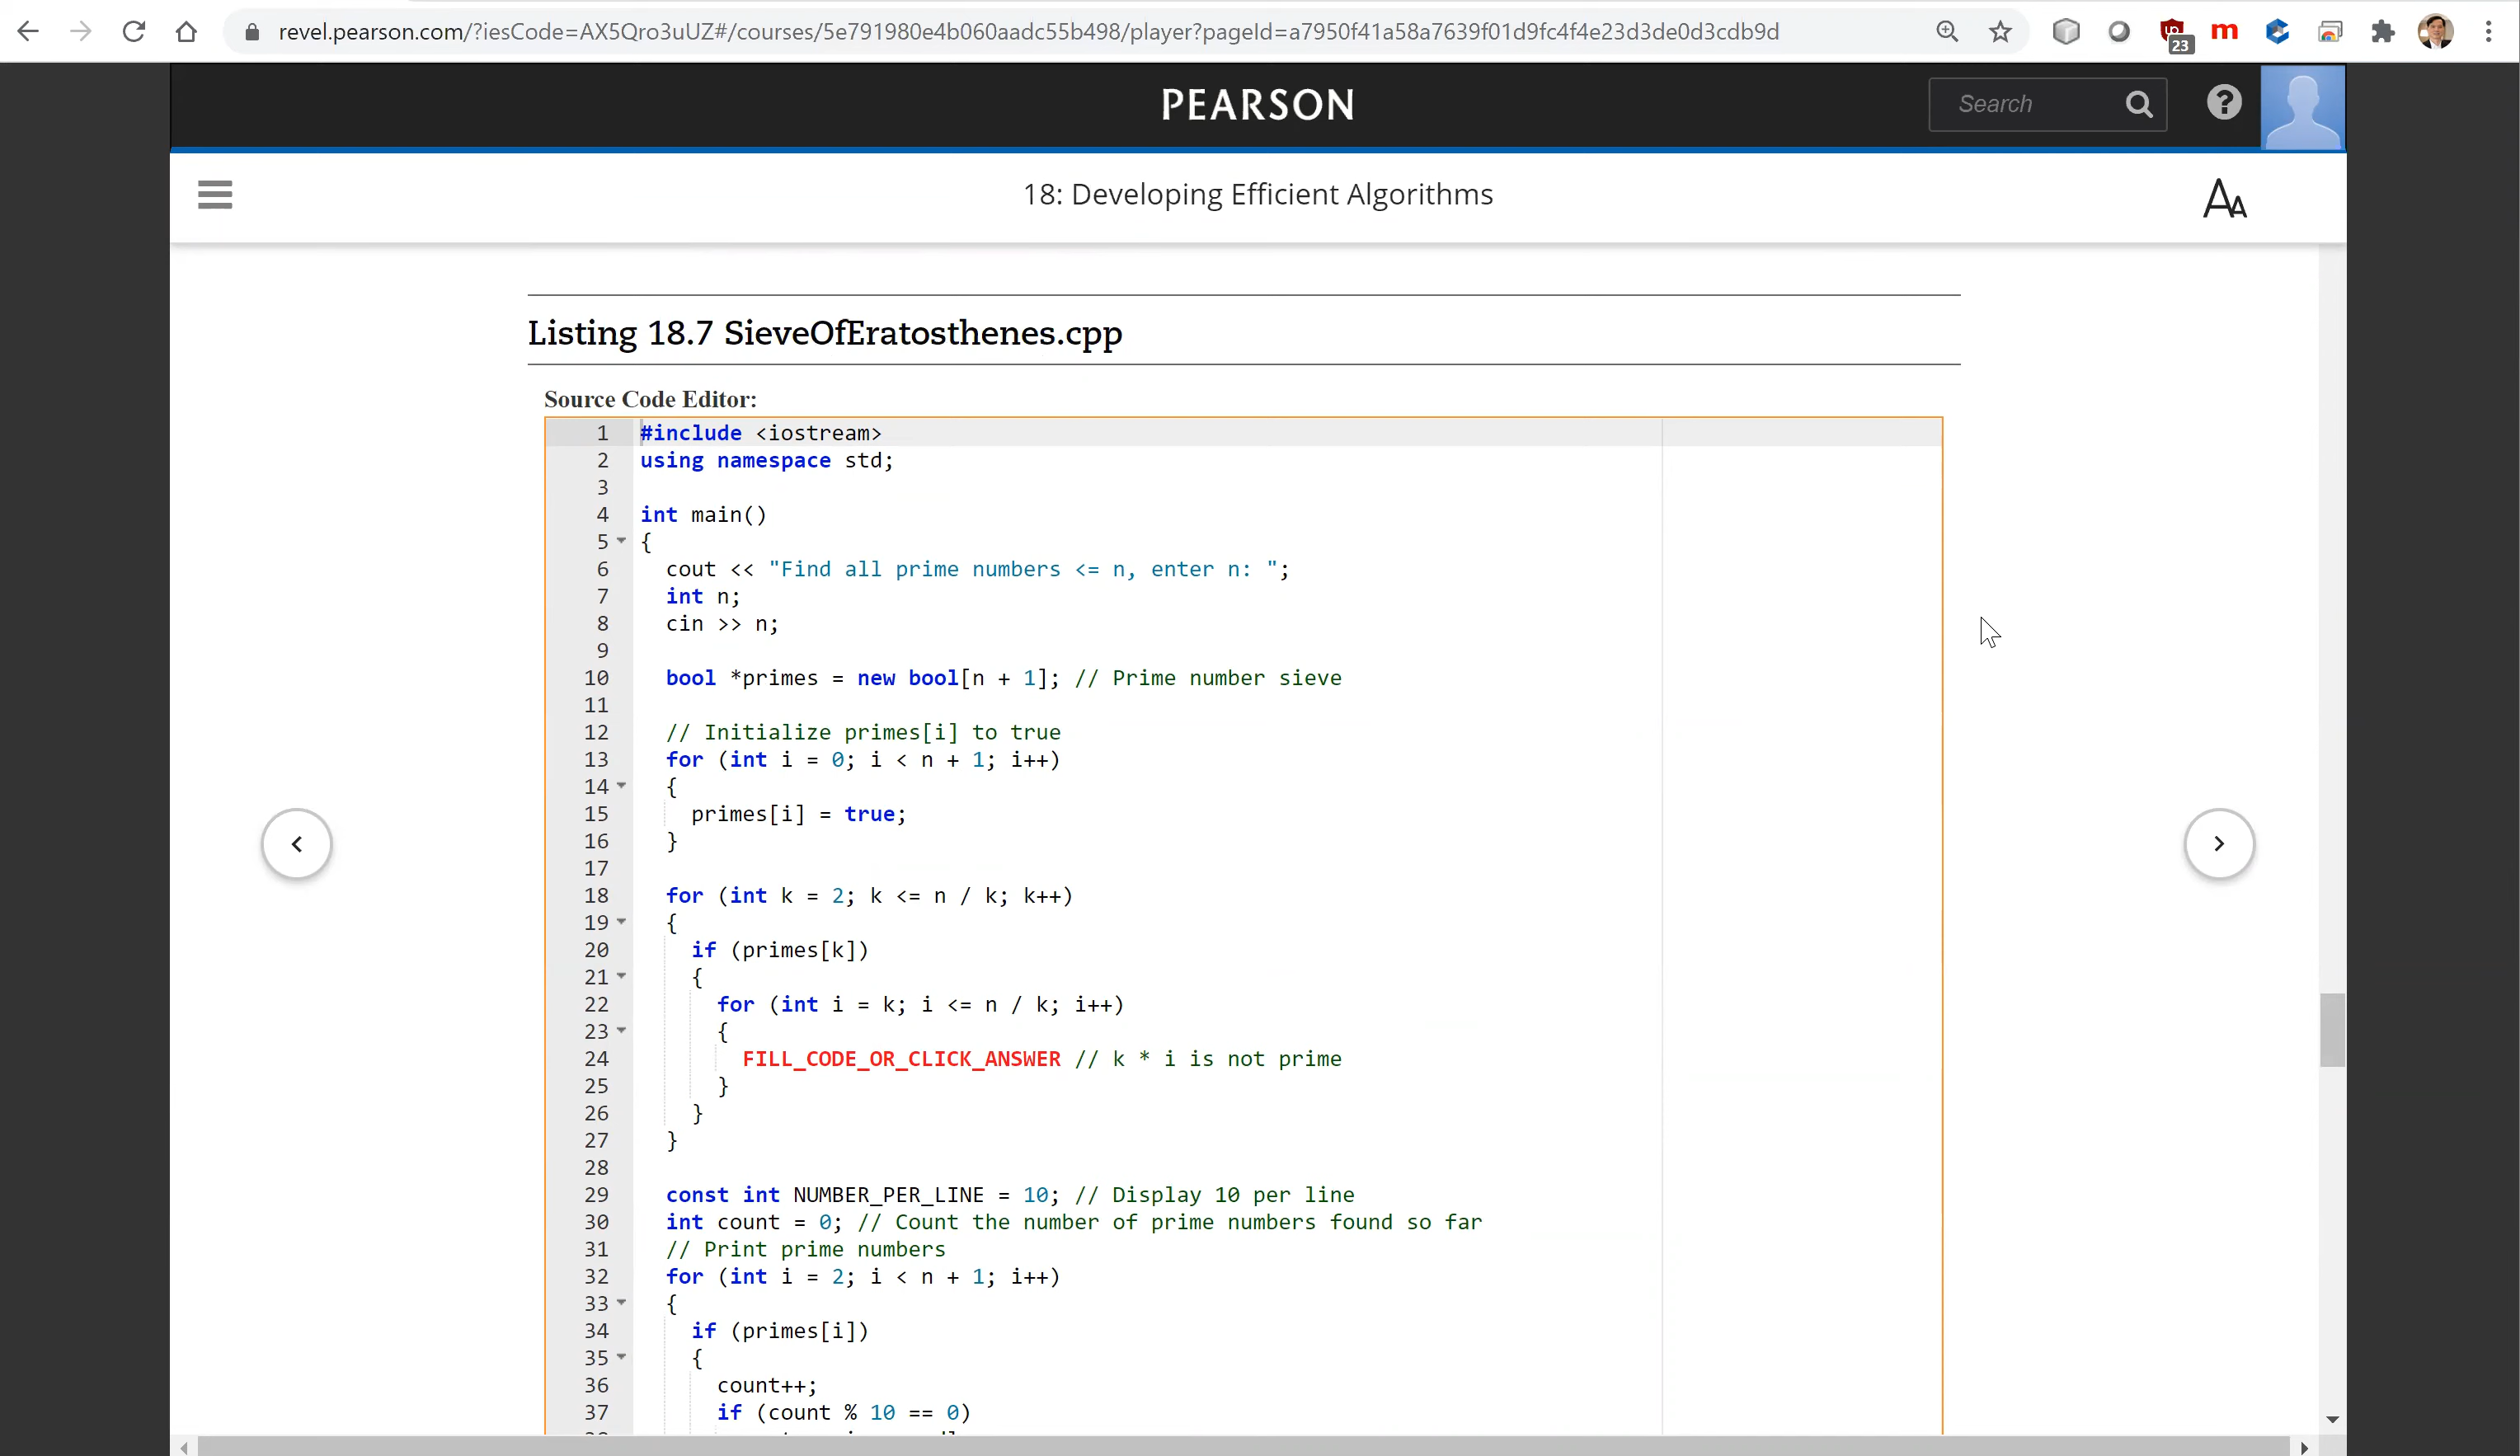 revel.pearson.com/?iesCode=AX5Qro3uUZ#/courses/5e791980e4b060aadc55b498/player?pageId=a7950f41a58a7639f01d9fc4f4e23d3de0d3cdb9d
23
m
PEARSON
Search
?
18: Developing Efficient Algorithms
AA
Listing 18.7 SieveOfEratosthenes.cpp
Source Code Editor:
1 #include <iostream>
2 using namespace std;
3
4 int main()
5 {
6 cout << "Find all prime numbers <= n, enter n: ";
7 int n;
8 cin >> n;
9
10 bool *primes = new bool[n + 1]; // Prime number sieve
11
12 // Initialize primes[i] to true
13 for (int i = 0; i < n + 1; i++)
14 {
15 primes[i] = true;
16 }
17
18 for (int k = 2; k <= n / k; k++)
19 {
20 if (primes[k])
21 {
22 for (int i = k; i <= n / k; i++)
23 {
24 FILL_CODE_OR_CLICK_ANSWER // k * i is not prime
25 }
26 }
27 }
28
29 const int NUMBER_PER_LINE = 10; // Display 10 per line
30 int count = 0; // Count the number of prime numbers found so far
31 // Print prime numbers
32 for (int i = 2; i < n + 1; i++)
33 {
34 if (primes[i])
35 {
36 count++;
37 if (count % 10 == 0)